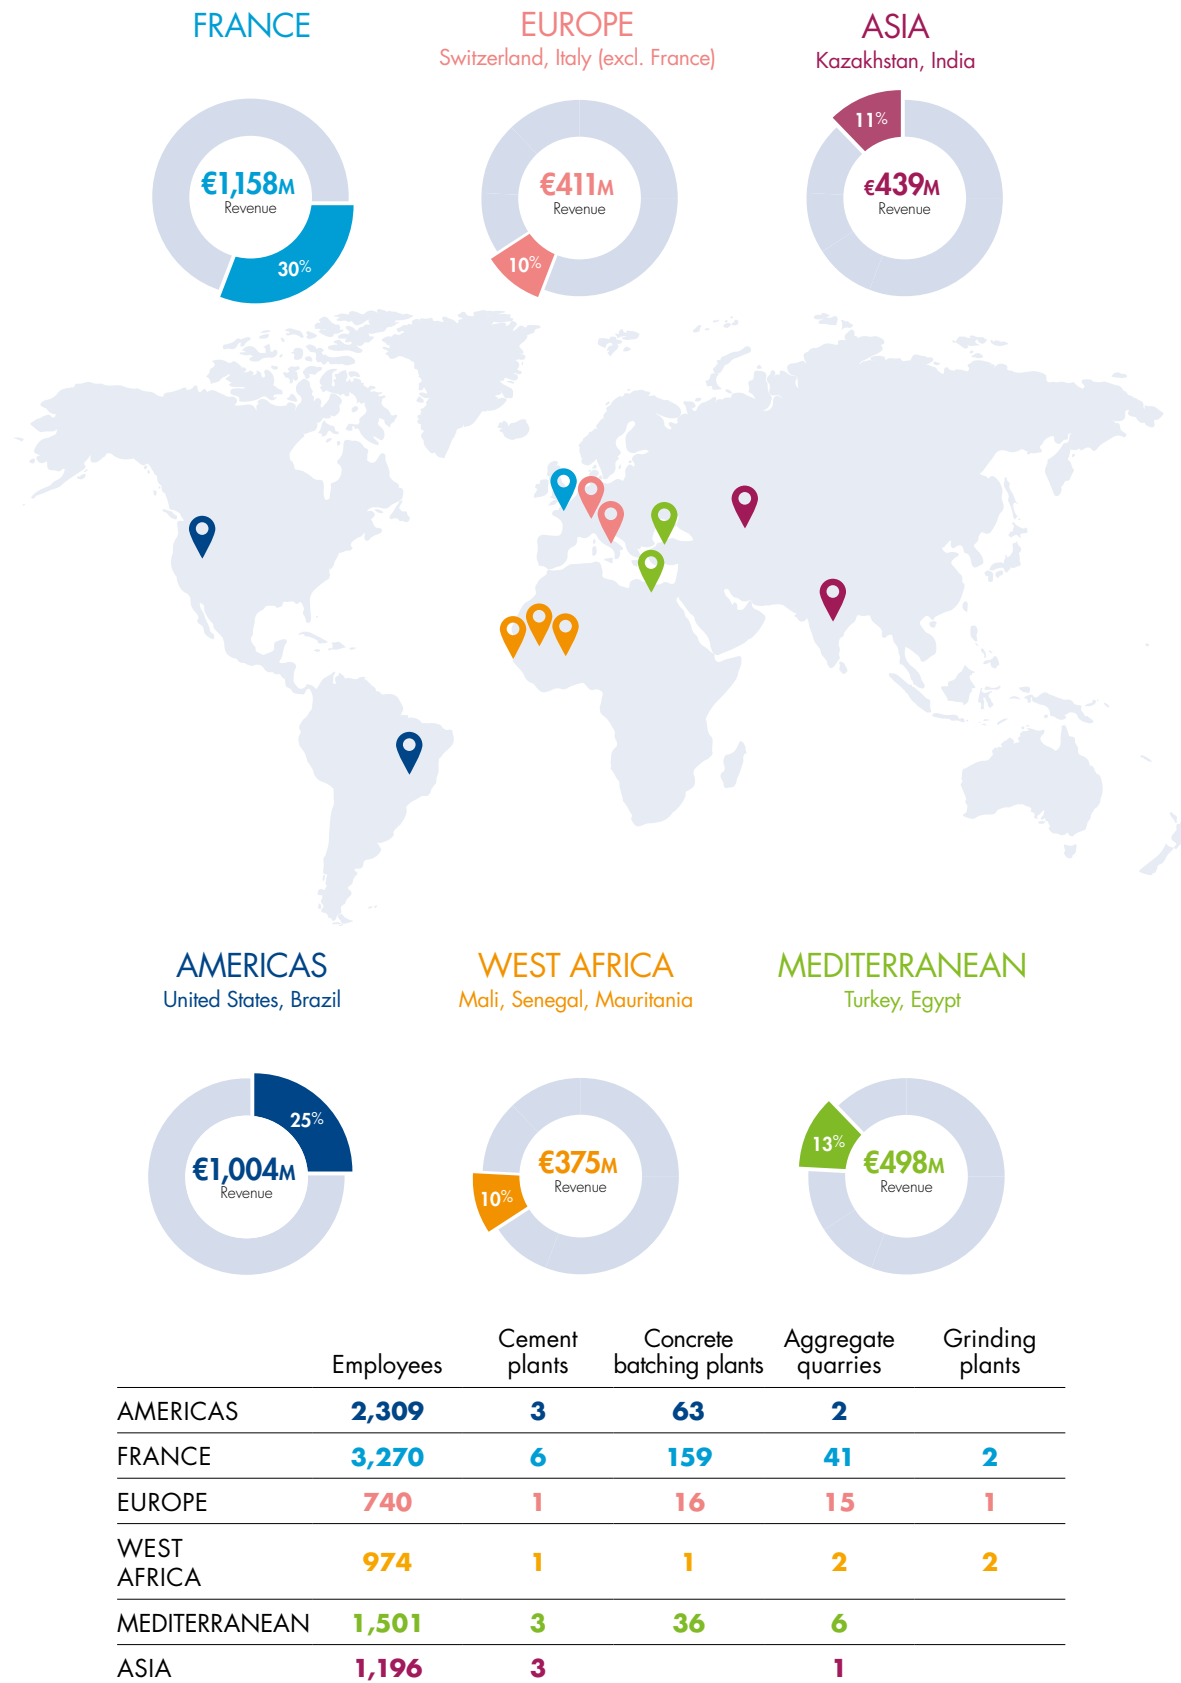 FRANCE
EUROPE
Switzerland, Italy (excl. France)
ASIA
Kazakhstan, India
€1,158M
Revenue
30%
€411M
Revenue
10%
11%
€439M
Revenue
AMERICAS
United States, Brazil
WEST AFRICA
Mali, Senegal, Mauritania
MEDITERRANEAN
Turkey, Egypt
25%
€1,004M
Revenue
€375M
Revenue
10%
13%
€498M
Revenue
Employees Cement plants Concrete batching plants Aggregate quarries Grinding plants
AMERICAS 2,309 3 63 2
FRANCE 3,270 6 159 41 2
EUROPE 740 1 16 15 1
WEST AFRICA 974 1 1 2 2
MEDITERRANEAN 1,501 3 36 6
ASIA 1,196 3 1